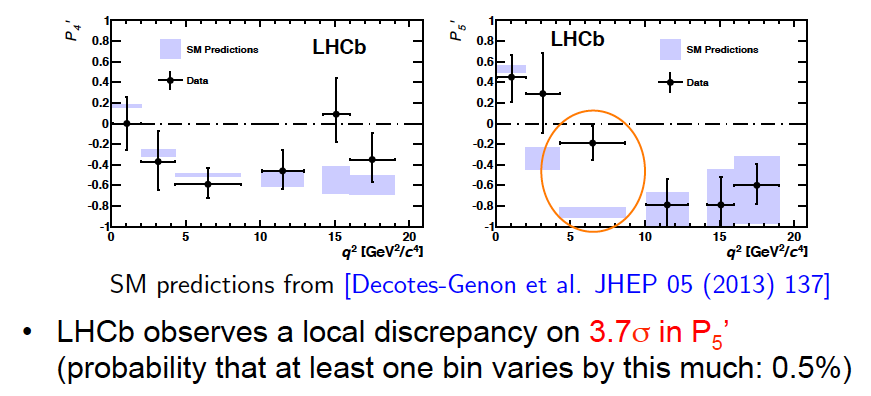 P4'
1
0.8
0.6
0.4
0.2
0
-0.2
-0.4
-0.6
-0.8
-1
LHCb
SM Predictions
Data
0 5 10 15 20
q2 [GeV2/c4]
P5'
1
0.8
0.6
0.4
0.2
0
-0.2
-0.4
-0.6
-0.8
-1
LHCb
SM Predictions
Data
0 5 10 15 20
q2 [GeV2/c4]
SM predictions from [Decotes-Genon et al. JHEP 05 (2013) 137]
• LHCb observes a local discrepancy on 3.7σ in P5’
(probability that at least one bin varies by this much: 0.5%)